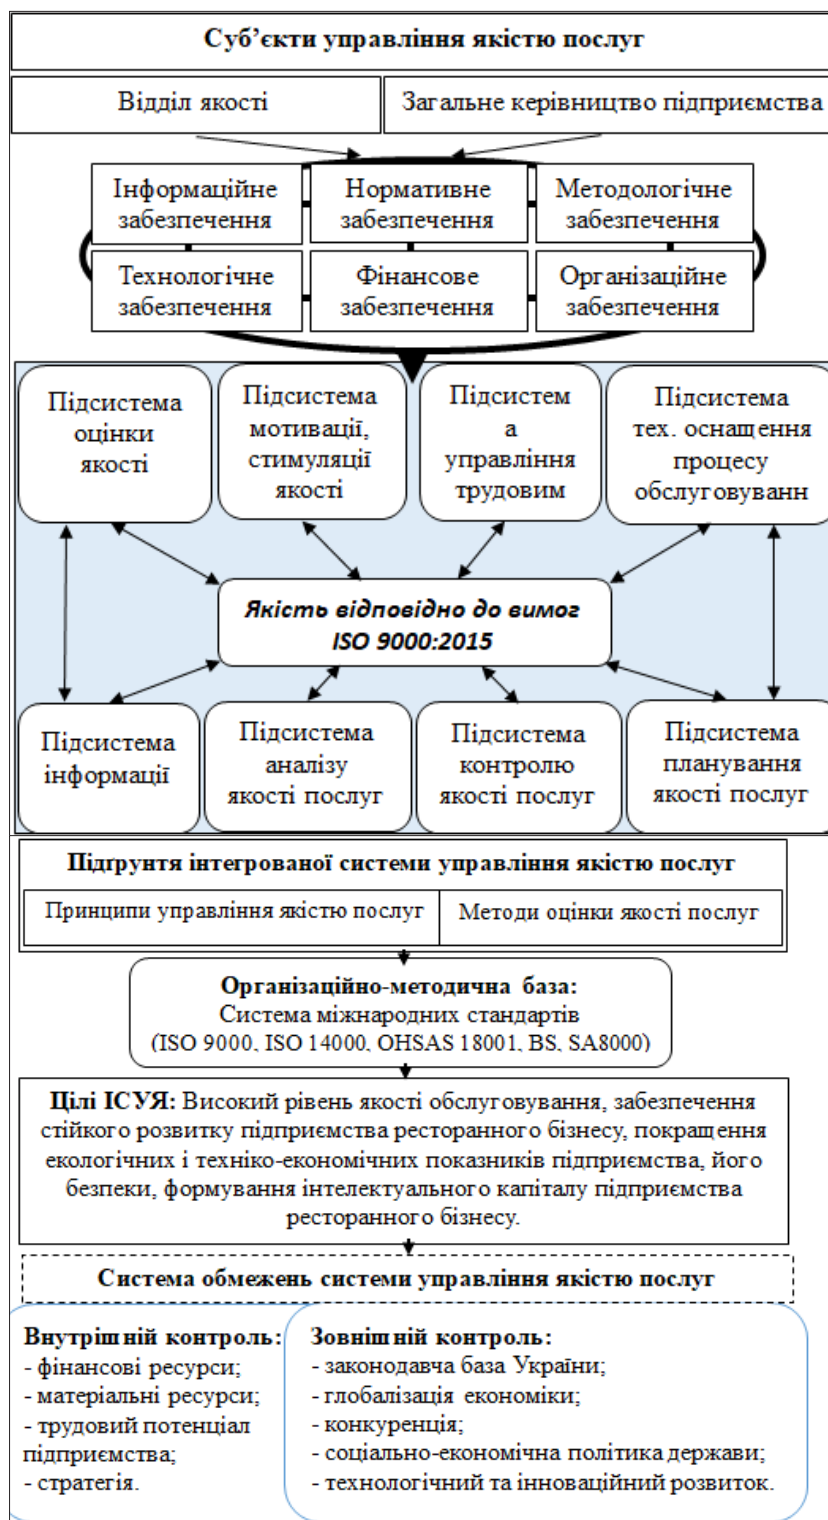 Суб’єкти управління якістю послуг
Відділ якості
Загальне керівництво підприємства
Інформаційне
забезпечення
Нормативне
забезпечення
Методологічне
забезпечення
Технологічне
забезпечення
Фінансове
забезпечення
Організаційне
забезпечення
Підсистема
оцінки
якості
Підсистема
мотивації,
стимуляції
якості
Підсистем
а
управління
трудовим
Підсистема
тех. оснащення
процесу
обслуговуванн
Якість відповідно до вимог
ISO 9000:2015
Підсистема
інформації
Підсистема
аналізу
якості послуг
Підсистема
контролю
якості послуг
Підсистема
планування
якості послуг
Підґрунтя інтегрованої системи управління якістю послуг
Принципи управління якістю послуг
Методи оцінки якості послуг
Організаційно-методична база:
Система міжнародних стандартів
(ISO 9000, ISO 14000, OHSAS 18001, BS, SA8000)
Цілі ІСУЯ: Високий рівень якості обслуговування, забезпечення
стійкого розвитку підприємства ресторанного бізнесу, покращення
екологічних і техніко-економічних показників підприємства, його
безпеки, формування інтелектуального капіталу підприємства
ресторанного бізнесу.
Система обмежень системи управління якістю послуг
Внутрішній контроль:
- фінансові ресурси;
- матеріальні ресурси;
- трудовий потенціал
підприємства;
- стратегія.
Зовнішній контроль:
- законодавча база України;
- глобалізація економіки;
- конкуренція;
- соціально-економічна політика держави;
- технологічний та інноваційний розвиток.